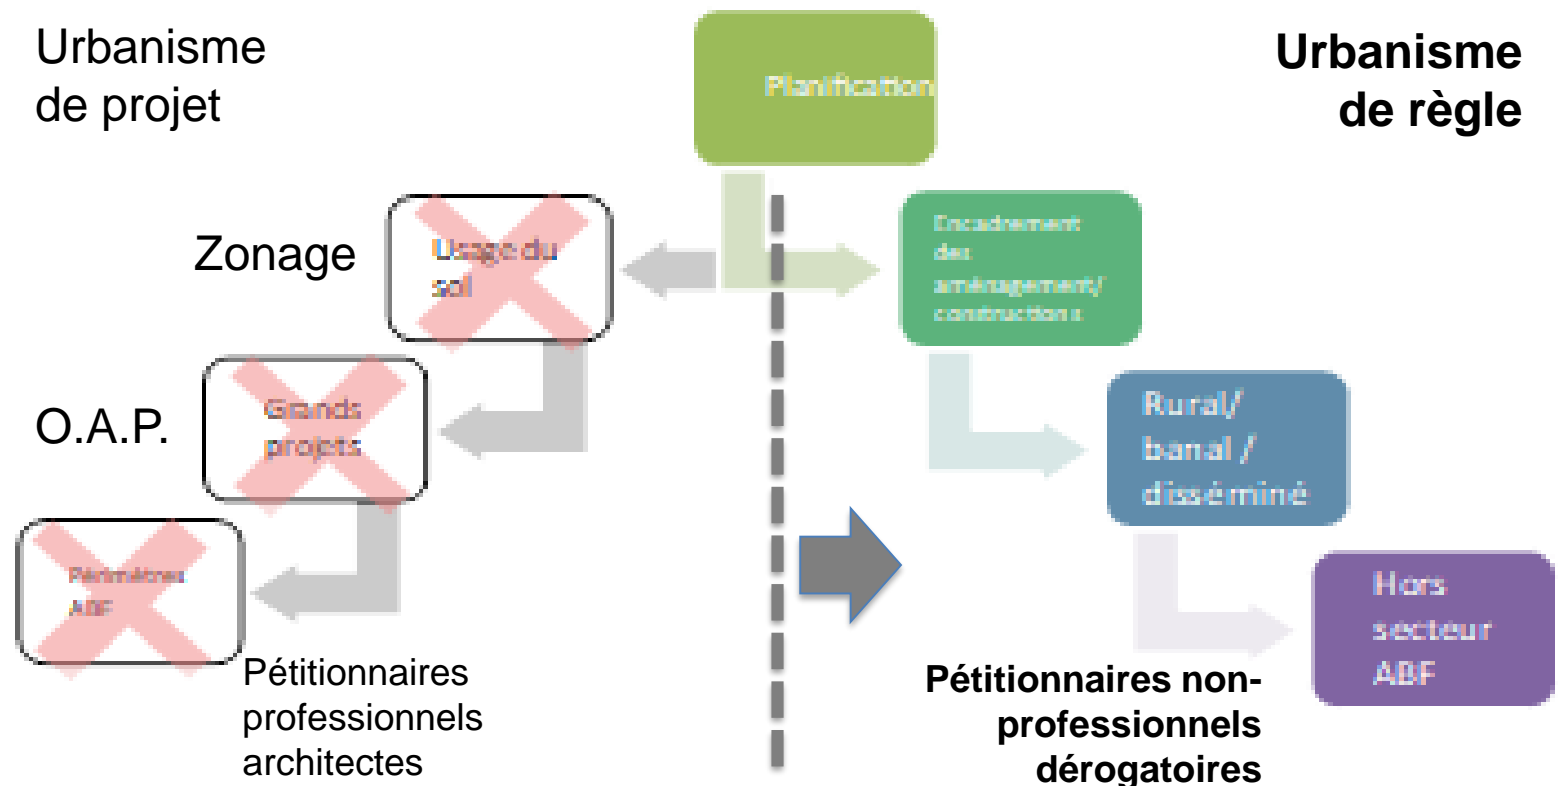 Urbanisme
de projet
Planification
Urbanisme
de règle
Zonage
Usage du
sol
Encadrement
des
aménagement/
constructions
O.A.P.
Grands
projets
Rural/
banal /
disséminé
Périmètres
ABF
Hors
secteur
ABF
Pétitionnaires
professionnels
architectes
Pétitionnaires non-
professionnels
dérogatoires